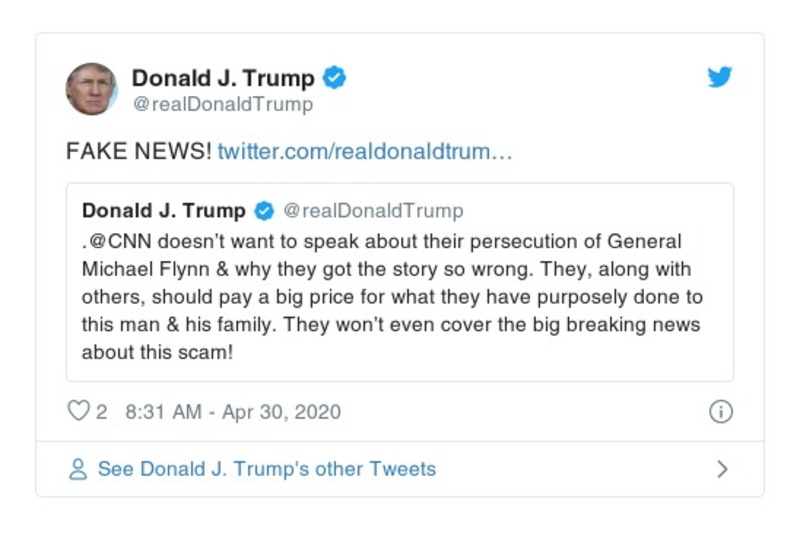 Donald J. Trump
@realDonaldTrump
FAKE NEWS! twitter.com/realdonaldtrum…
Donald J. Trump @realDonaldTrump
.@CNN doesn’t want to speak about their persecution of General
Michael Flynn & why they got the story so wrong. They, along with
others, should pay a big price for what they have purposely done to
this man & his family. They won’t even cover the big breaking news
about this scam!
2 8:31 AM - Apr 30, 2020
See Donald J. Trump's other Tweets